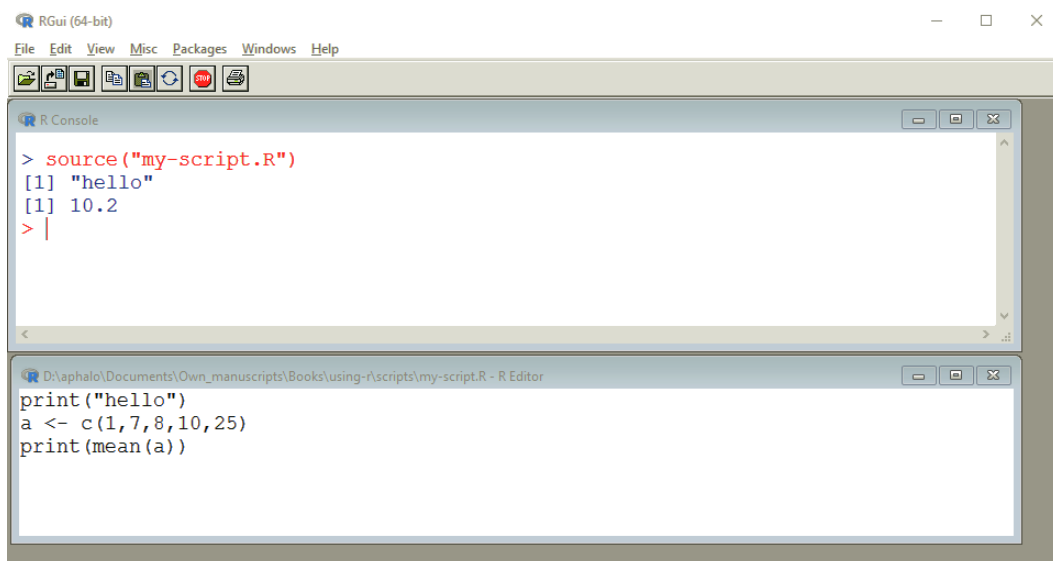 RGui (64-bit)
File Edit View Misc Packages Windows Help
STOP
R Console
> source("my-script.R")
[1] "hello"
[1] 10.2
>
D:\aphalo\Documents\Own_manuscripts\Books\using-r\scripts\my-script.R - R Editor
print("hello")
a <- c(1,7,8,10,25)
print(mean(a))